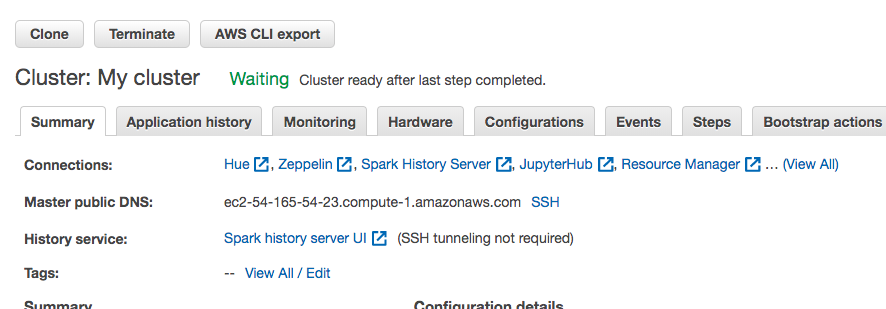 Clone Terminate AWS CLI export
Cluster: My cluster Waiting Cluster ready after last step completed.
Summary Application history Monitoring Hardware Configurations Events Steps Bootstrap actions
Connections: Hue, Zeppelin, Spark History Server, JupyterHub, Resource Manager ... (View All)
Master public DNS: ec2-54-165-54-23.compute-1.amazonaws.com SSH
History service: Spark history server UI (SSH tunneling not required)
Tags: -- View All / Edit
Summary Configuration details